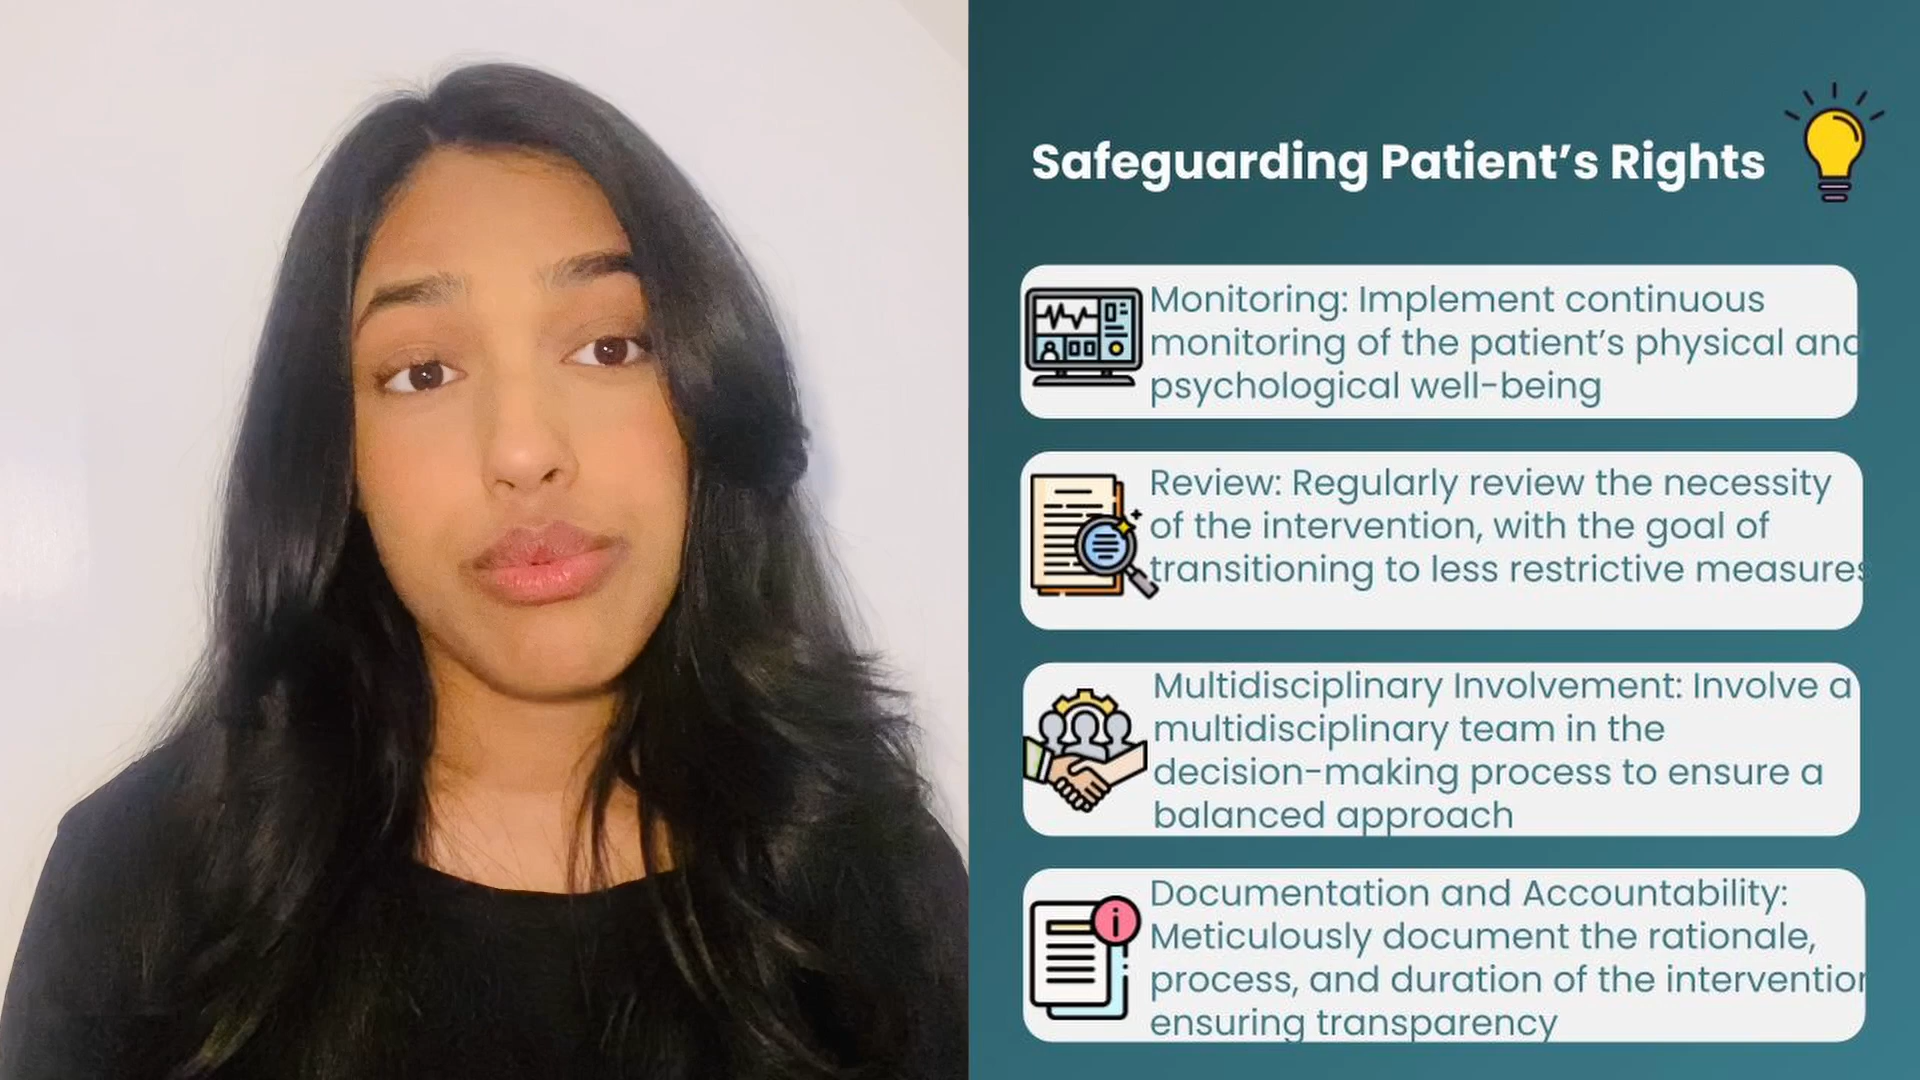 Safeguarding Patient’s Rights
Monitoring: Implement continuous
monitoring of the patient’s physical and
psychological well-being
Review: Regularly review the necessity
of the intervention, with the goal of
transitioning to less restrictive measures
Multidisciplinary Involvement: Involve a
multidisciplinary team in the
decision-making process to ensure a
balanced approach
Documentation and Accountability:
Meticulously document the rationale,
process, and duration of the intervention
ensuring transparency